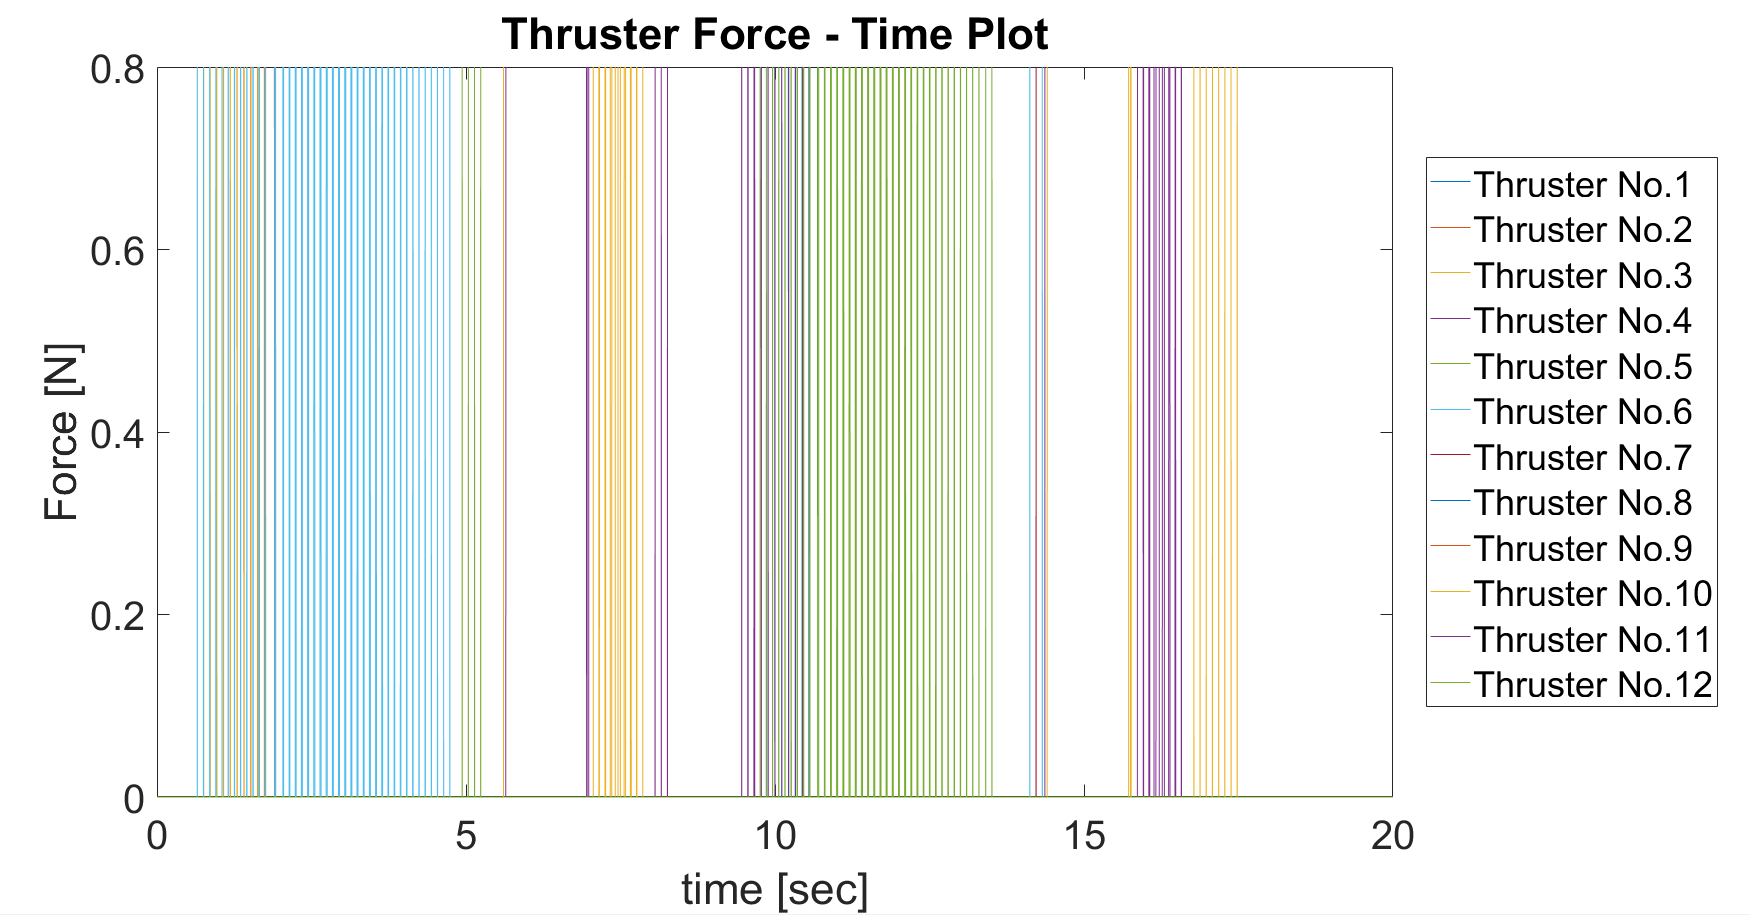 Thruster Force - Time Plot
0.8
0.6
0.4
0.2
0
Force [N]
0
5
10
15
20
time [sec]
Thruster No.1
Thruster No.2
Thruster No.3
Thruster No.4
Thruster No.5
Thruster No.6
Thruster No.7
Thruster No.8
Thruster No.9
Thruster No.10
Thruster No.11
Thruster No.12